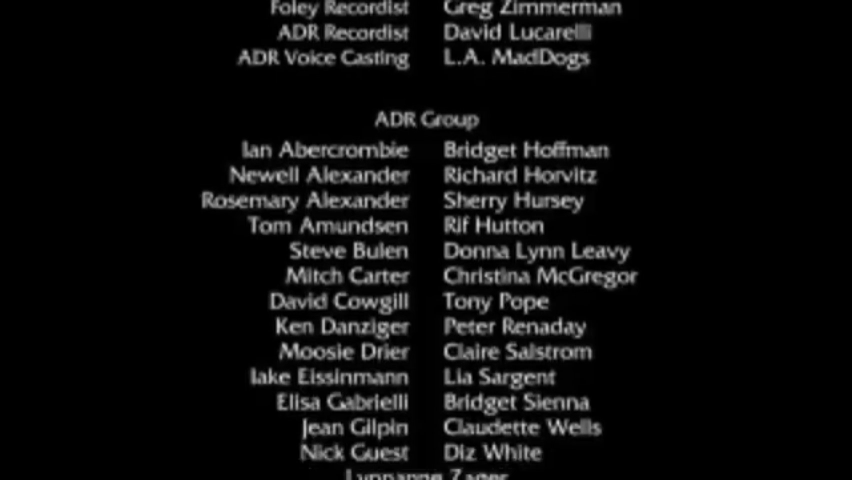 Foley Recordist Greg Zimmerman
ADR Recordist David Lucarelli
ADR Voice Casting L.A. MadDogs
ADR Group
Ian Abercrombie Bridget Hoffman
Newell Alexander Richard Horvitz
Rosemary Alexander Sherry Hursey
Tom Amundsen Rif Hutton
Steve Bulen Donna Lynn Leavy
Mitch Carter Christina McGregor
David Cowgill Tony Pope
Ken Danziger Peter Renaday
Moosie Drier Claire Salstrom
Iake Eissinmann Lia Sargent
Elisa Gabrielli Bridget Sienna
Jean Gilpin Claudette Wells
Nick Guest Diz White
Lynnanne Zager